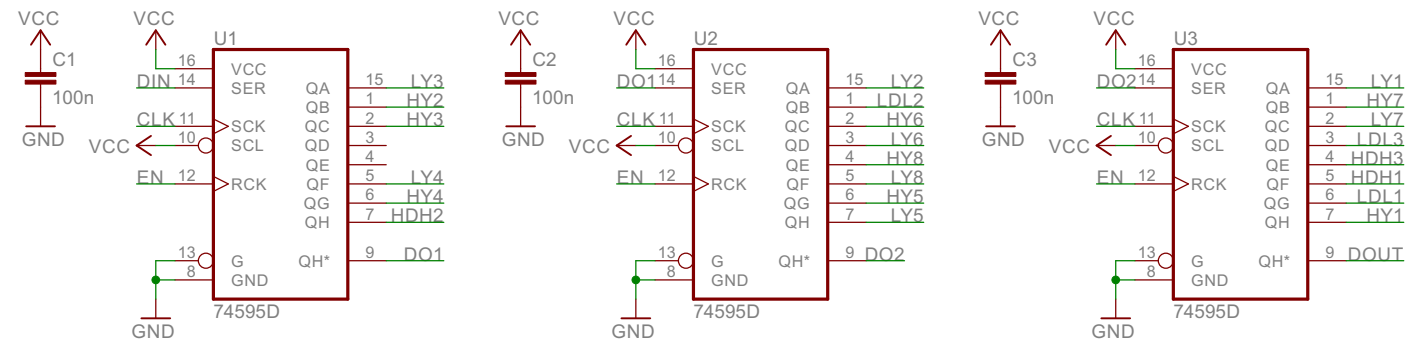 VCC VCC VCC VCC VCC VCC
U1 U2 U3
C1 16 VCC C2 16 VCC C3 16 VCC
DIN 14 SER QA 15 LY3 DO1 14 SER QA 15 LY2 DO2 14 SER QA 15 LY1
100n QB 1 HY2 100n QB 1 LDL2 100n QB 1 HY7
CLK 11 SCK QC 2 HY3 CLK 11 SCK QC 2 HY6 CLK 11 SCK QC 2 LY7
GND VCC 10 SCL QD 3 GND VCC 10 SCL QD 3 LY6 GND VCC 10 SCL QD 3 LDL3
QE 4 QE 4 HY8 QE 4 HDH3
EN 12 RCK QF 5 LY4 EN 12 RCK QF 5 LY8 EN 12 RCK QF 5 HDH1
QG 6 HY4 QG 6 HY5 QG 6 LDL1
QH 7 HDH2 QH 7 LY5 QH 7 HY1
13 G QH* 9 DO1 13 G QH* 9 DO2 13 G QH* 9 DOUT
8 GND 8 GND 8 GND
74595D 74595D 74595D
GND GND GND